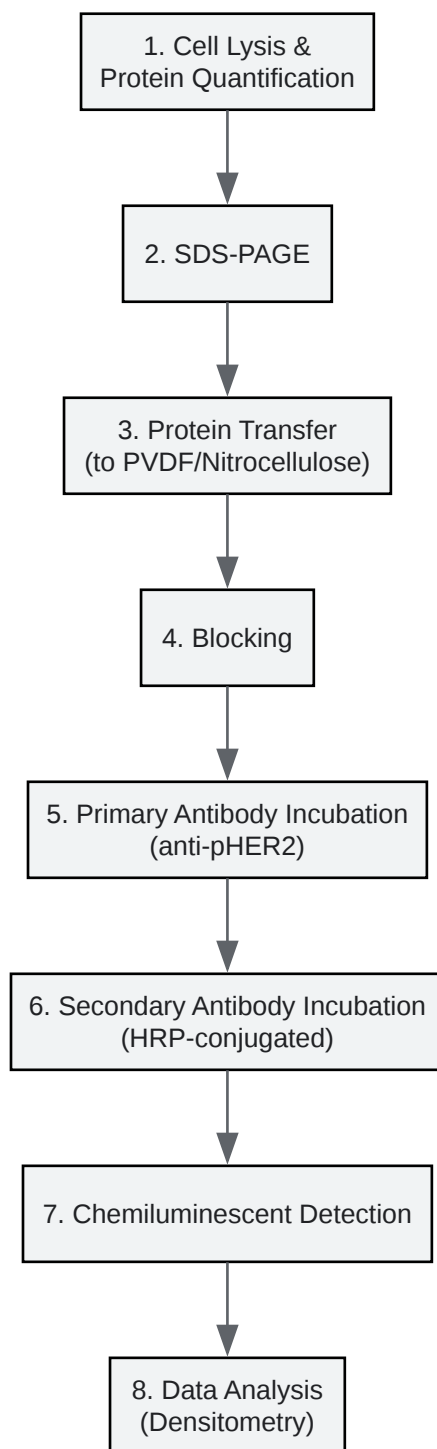 1. Cell Lysis &
Protein Quantification
2. SDS-PAGE
3. Protein Transfer
(to PVDF/Nitrocellulose)
4. Blocking
5. Primary Antibody Incubation
(anti-pHER2)
6. Secondary Antibody Incubation
(HRP-conjugated)
7. Chemiluminescent Detection
8. Data Analysis
(Densitometry)